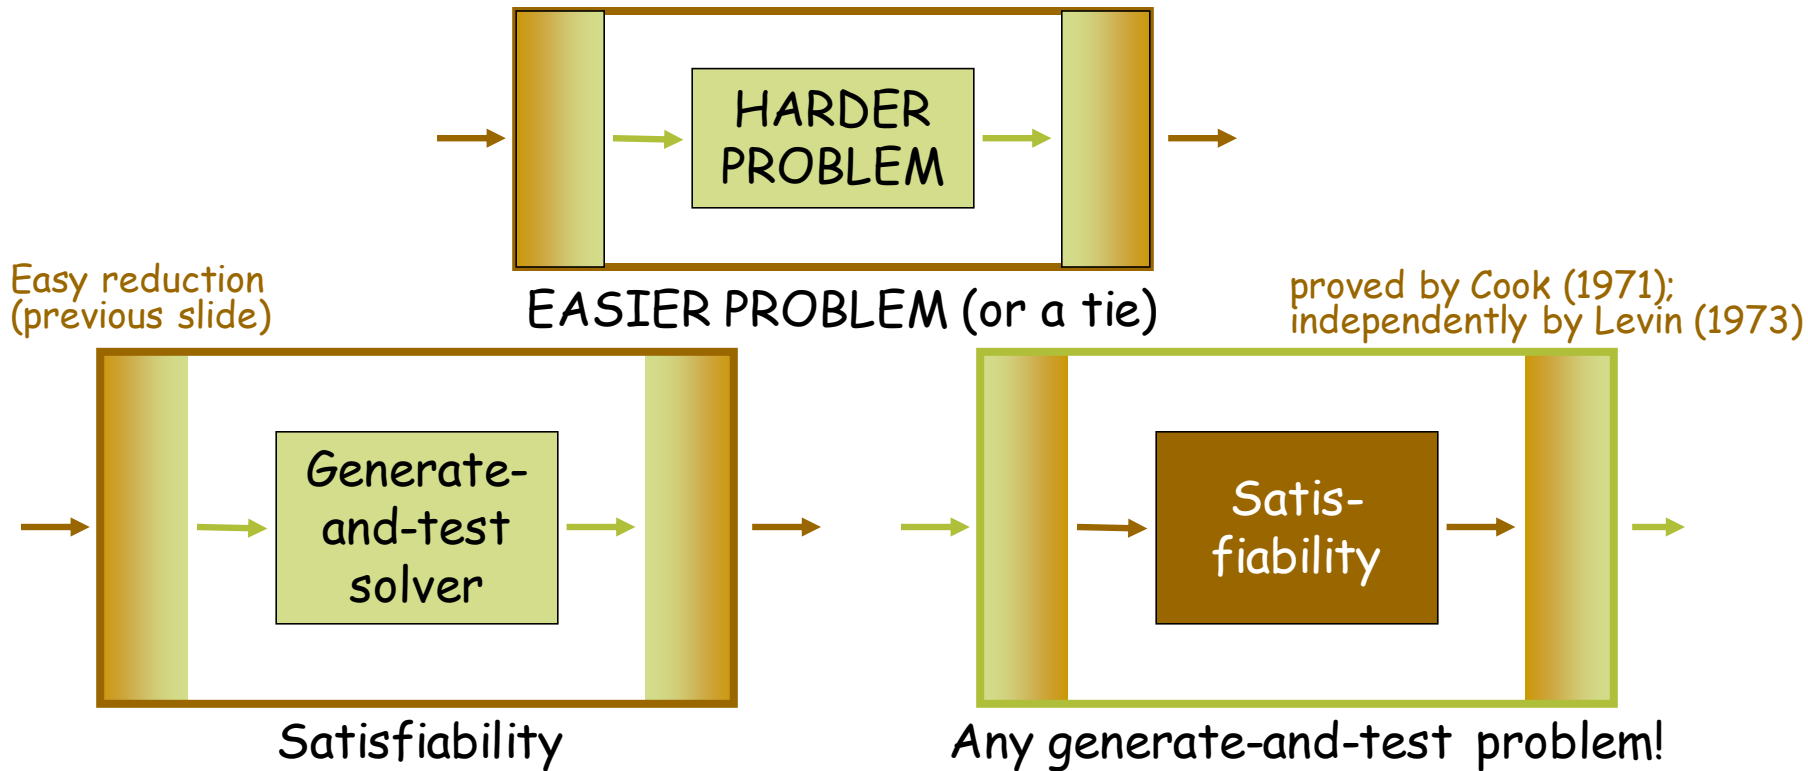 HARDER
PROBLEM
EASIER PROBLEM (or a tie)
Easy reduction
(previous slide)
proved by Cook (1971);
independently by Levin (1973)
Generate-
and-test
solver
Satisfiability
Satis-
fiability
Any generate-and-test problem!